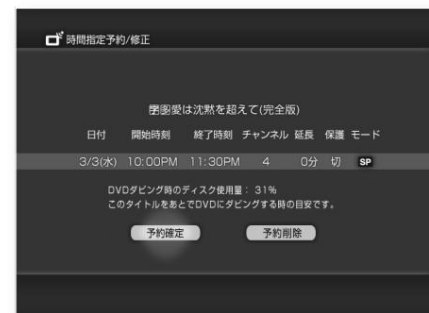 時間指定予約/修正
愛は沈黙を超えて(完全版)
日付 開始時刻 終了時刻 チャンネル 延長 保護 モード
3/3(水) 10:00PM 11:30PM 4 0分 切 SP
DVDダビング時のディスク使用量: 31%
このタイトルをあとでDVDにダビングする時の目安です。
予約確定 予約削除